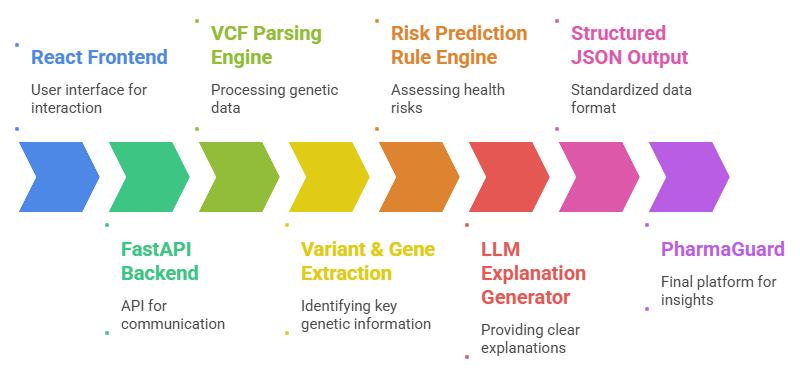 React Frontend
User interface for
interaction
VCF Parsing
Engine
Processing genetic
data
Risk Prediction
Rule Engine
Assessing health
risks
Structured
JSON Output
Standardized data
format
FastAPI
Backend
API for
communication
Variant & Gene
Extraction
Identifying key
genetic information
LLM
Explanation
Generator
Providing clear
explanations
PharmaGuard
Final platform for
insights